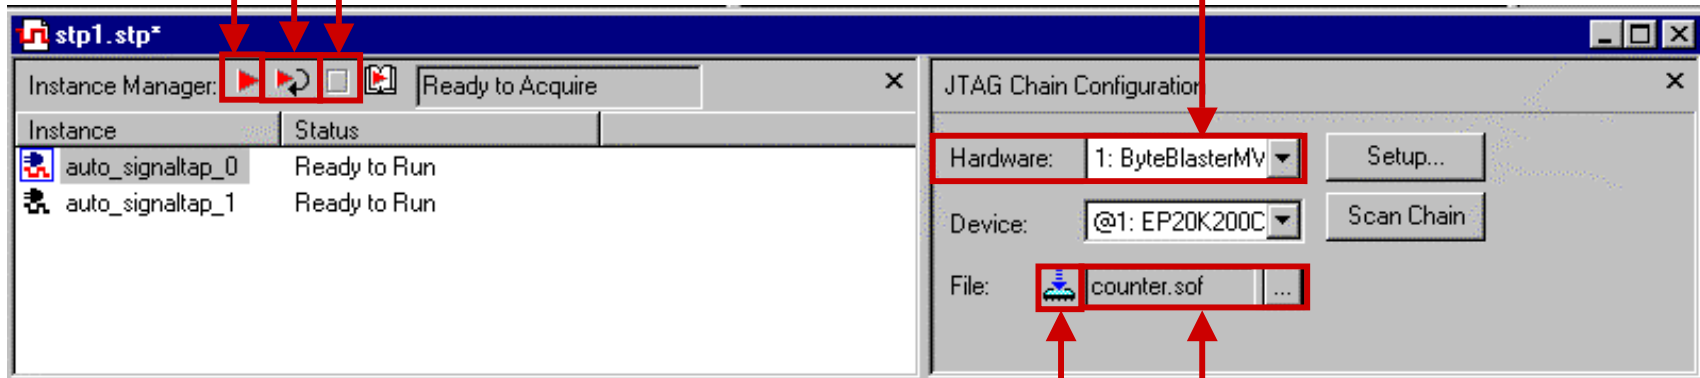 stp1.stp*
Instance Manager: Ready to Acquire
Instance Status
auto_signaltap_0 Ready to Run
auto_signaltap_1 Ready to Run
JTAG Chain Configuration
Hardware: 1: ByteBlasterMV Setup...
Device: @1: EP20K200C Scan Chain
File: counter.sof ...